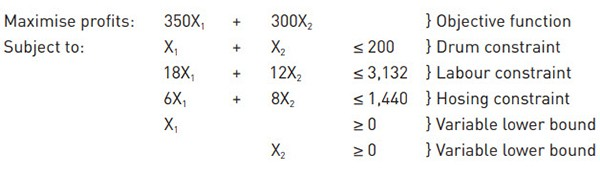 Maximise profits: 350X₁ + 300X₂ } Objective function
Subject to: X₁ + X₂ ≤ 200 } Drum constraint
18X₁ + 12X₂ ≤ 3,132 } Labour constraint
6X₁ + 8X₂ ≤ 1,440 } Hosing constraint
X₁ ≥ 0 } Variable lower bound
X₂ ≥ 0 } Variable lower bound